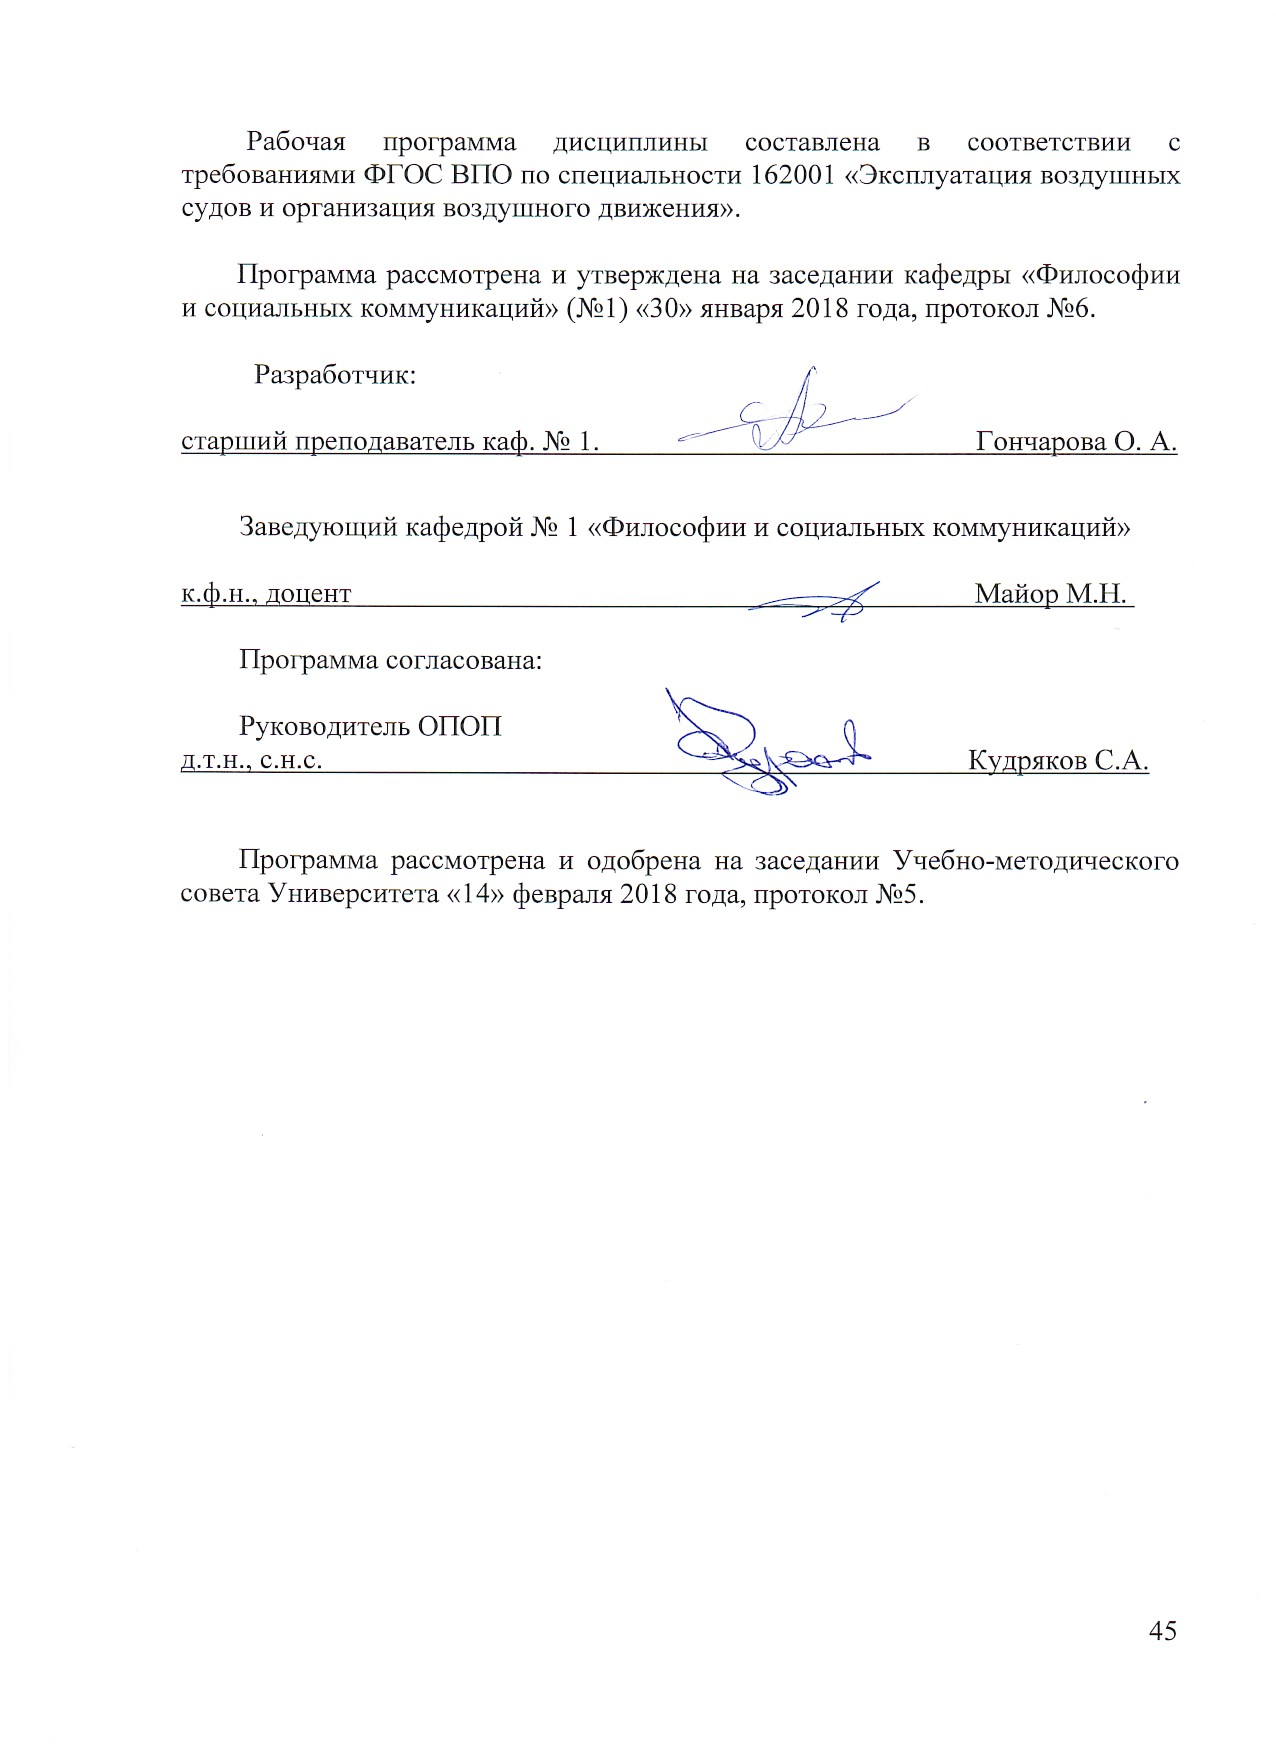 Рабочая программа дисциплины составлена в соответствии с
требованиями ФГОС ВПО по специальности 162001 «Эксплуатация воздушных
судов и организация воздушного движения».
Программа рассмотрена и утверждена на заседании кафедры «Философии
и социальных коммуникаций» (№1) «30» января 2018 года, протокол №6.
Разработчик:
старший преподаватель каф. № 1. Гончарова О. А.
Заведующий кафедрой № 1 «Философии и социальных коммуникаций»
к.ф.н., доцент Майор М.Н.
Программа согласована:
Руководитель ОПОП
д.т.н., с.н.с. Кудряков С.А.
Программа рассмотрена и одобрена на заседании Учебно-методического
совета Университета «14» февраля 2018 года, протокол №5.
45